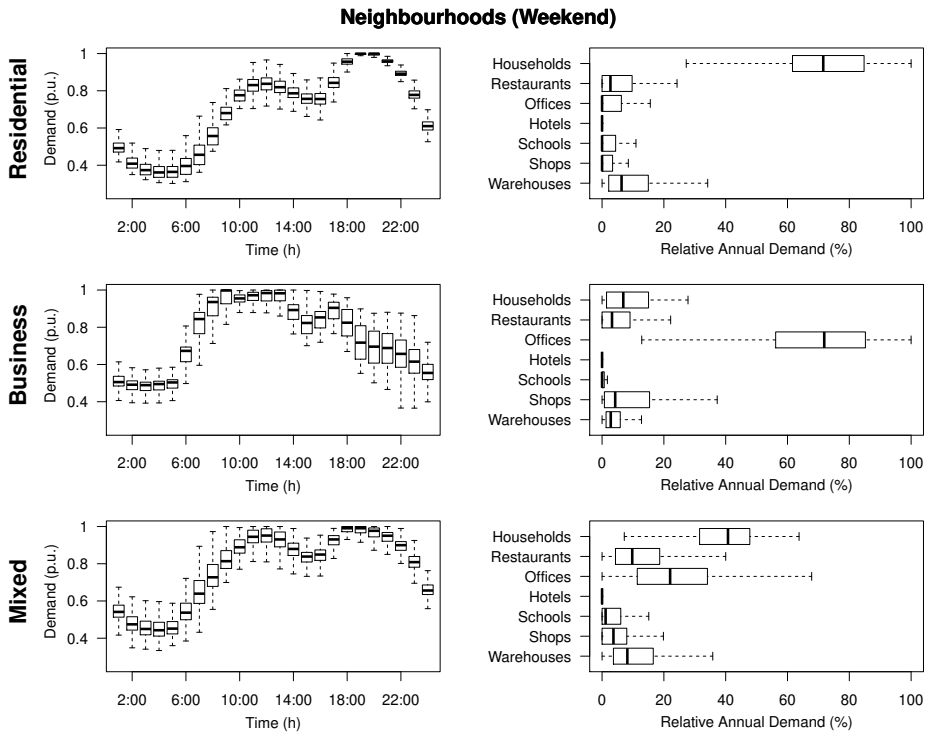 Neighbourhoods (Weekend)
Residential
Demand (p.u.)
1
0.8
0.6
0.4
2:00 6:00 10:00 14:00 18:00 22:00
Time (h)
Households
Restaurants
Offices
Hotels
Schools
Shops
Warehouses
0 20 40 60 80 100
Relative Annual Demand (%)
Business
Demand (p.u.)
1
0.8
0.6
0.4
2:00 6:00 10:00 14:00 18:00 22:00
Time (h)
Households
Restaurants
Offices
Hotels
Schools
Shops
Warehouses
0 20 40 60 80 100
Relative Annual Demand (%)
Mixed
Demand (p.u.)
1
0.8
0.6
0.4
2:00 6:00 10:00 14:00 18:00 22:00
Time (h)
Households
Restaurants
Offices
Hotels
Schools
Shops
Warehouses
0 20 40 60 80 100
Relative Annual Demand (%)